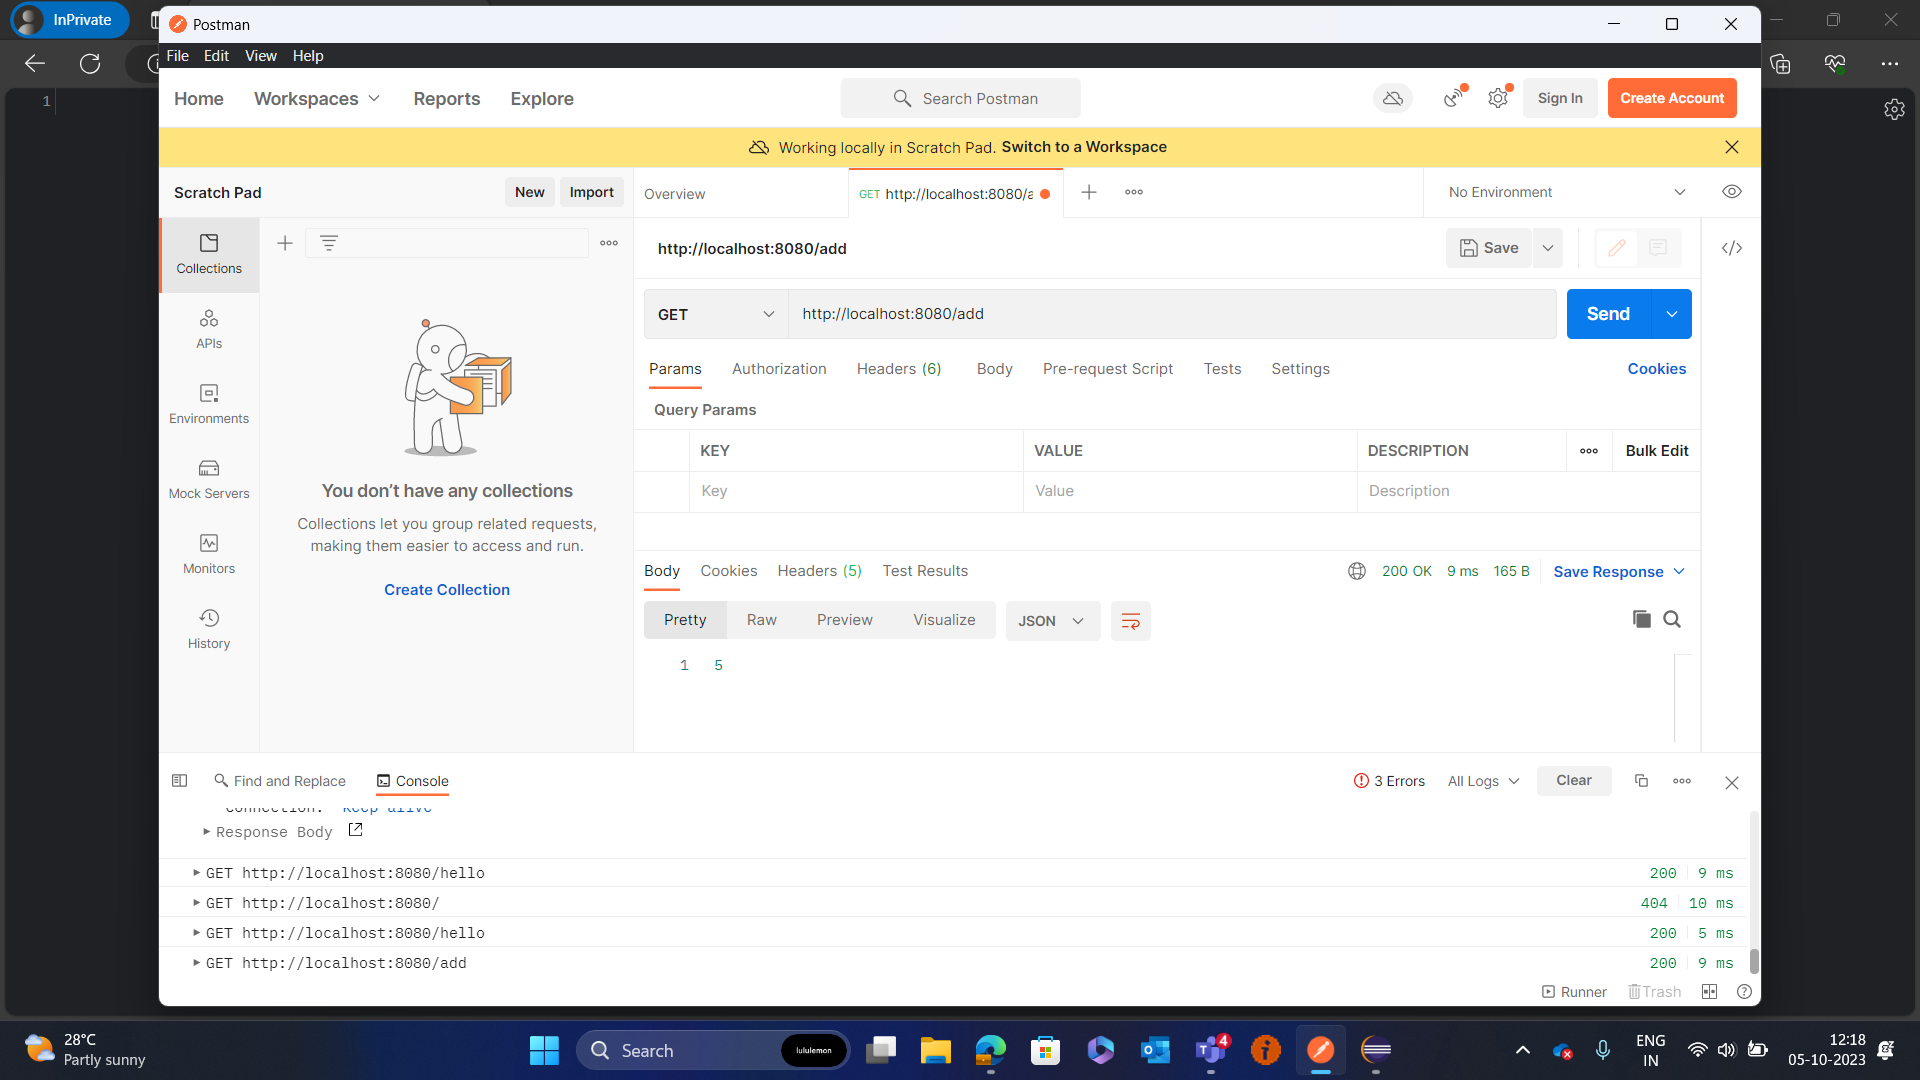 InPrivate
Postman
File Edit View Help
1
Home Workspaces Reports Explore
Search Postman
Sign In
Create Account
Working locally in Scratch Pad. Switch to a Workspace
Scratch Pad
New
Import
Overview
GET http://localhost:8080/a
No Environment
Collections
APIs
Environments
Mock Servers
Monitors
History
You don’t have any collections
Collections let you group related requests,
making them easier to access and run.
Create Collection
http://localhost:8080/add
Save
GET
http://localhost:8080/add
Send
Params Authorization Headers (6) Body Pre-request Script Tests Settings
Cookies
Query Params
KEY VALUE DESCRIPTION
Bulk Edit
Key Value Description
Body Cookies Headers (5) Test Results
200 OK 9 ms 165 B
Save Response
Pretty Raw Preview Visualize
JSON
1 5
Find and Replace
Console
3 Errors
All Logs
Clear
Connection: "keep-alive"
Response Body
GET http://localhost:8080/hello 200 9 ms
GET http://localhost:8080/ 404 10 ms
GET http://localhost:8080/hello 200 5 ms
GET http://localhost:8080/add 200 9 ms
Runner
Trash
28°C
Partly sunny
Search
lululemon
4
ENG
IN
12:18
05-10-2023